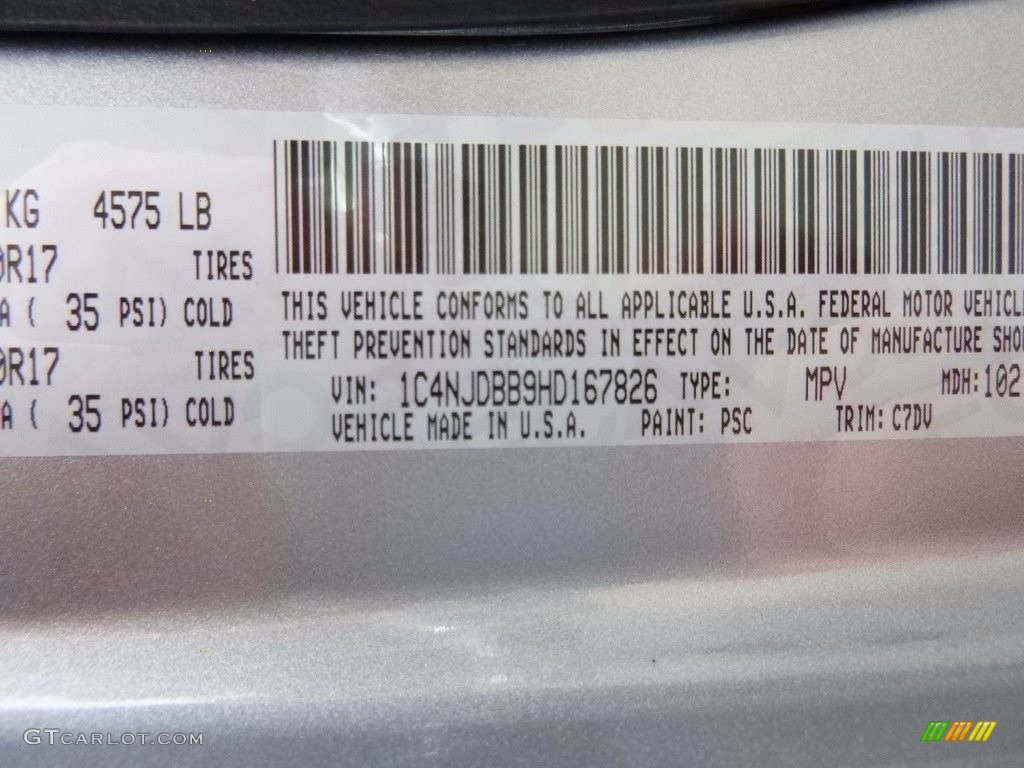 KG 4575 LB
0R17 TIRES
A ( 35 PSI) COLD
0R17 TIRES
A ( 35 PSI) COLD
THIS VEHICLE CONFORMS TO ALL APPLICABLE U.S.A. FEDERAL MOTOR VEHICLE
THEFT PREVENTION STANDARDS IN EFFECT ON THE DATE OF MANUFACTURE SHO
VIN: 1C4NJDBB9HD167826 TYPE: MPV MDH: 102
VEHICLE MADE IN U.S.A. PAINT: PSC TRIM: C7DV
GTCARLOT.COM